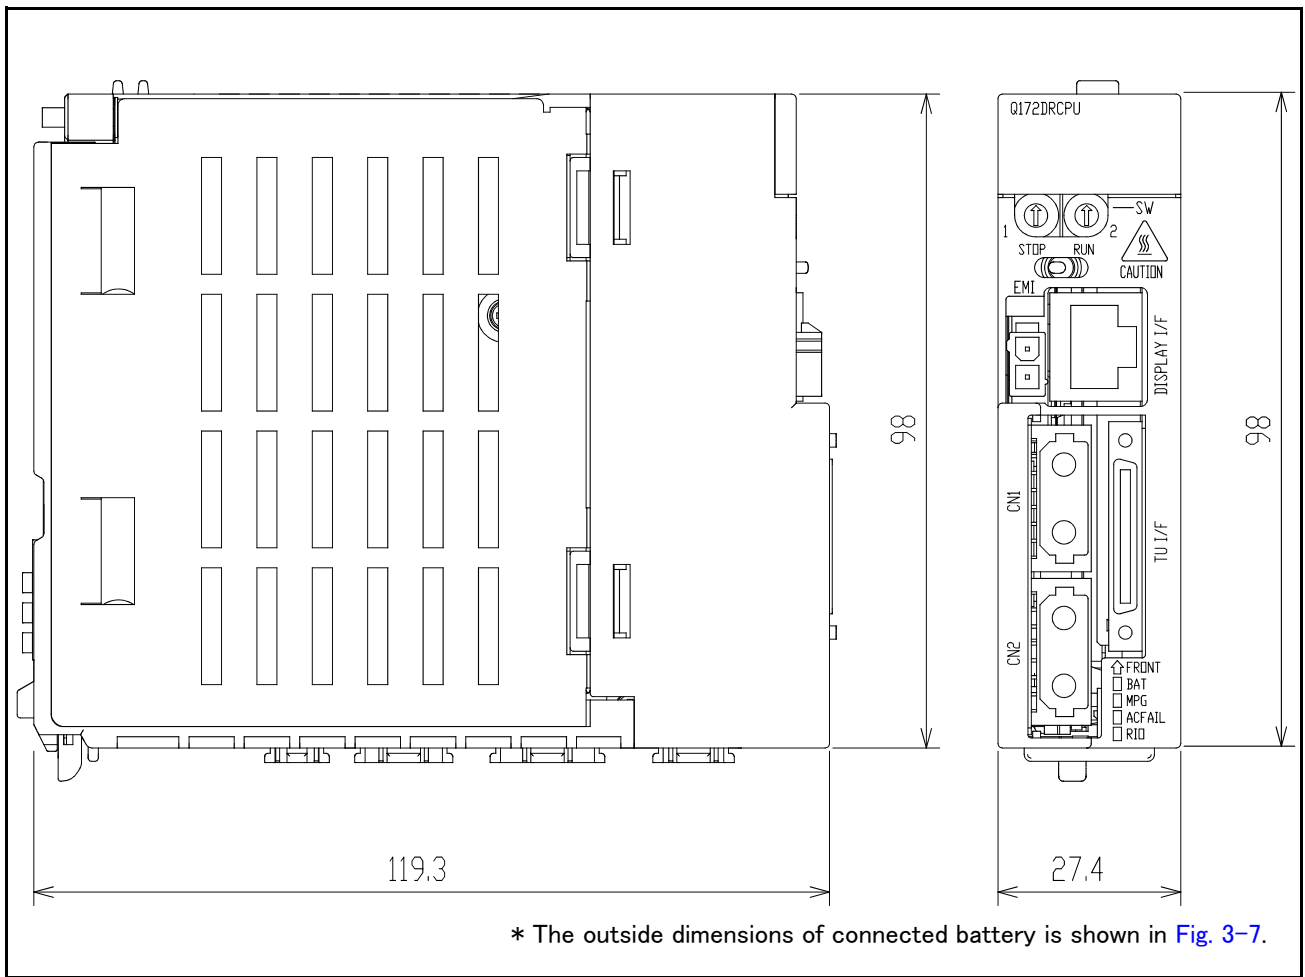 Q172DRCPU
SW
1
2
STOP RUN
CAUTION
EMI
DISPLAY I/F
98
98
CN1
TU I/F
CN2
FRONT
BAT
MPG
ACFAIL
RIO
119.3
27.4
* The outside dimensions of connected battery is shown in Fig. 3-7.